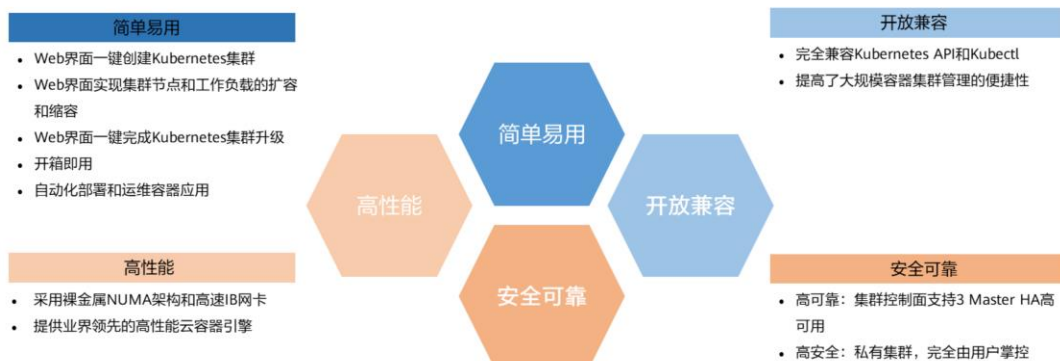 简单易用
• Web界面一键创建Kubernetes集群
• Web界面实现集群节点和工作负载的扩容
和缩容
• Web界面一键完成Kubernetes集群升级
• 开箱即用
• 自动化部署和运维容器应用
开放兼容
• 完全兼容Kubernetes API和Kubectl
• 提高了大规模容器集群管理的便捷性
简单易用
高性能
开放兼容
安全可靠
高性能
• 采用裸金属NUMA架构和高速IB网卡
• 提供业界领先的高性能云容器引擎
安全可靠
• 高可靠：集群控制面支持3 Master HA高
可用
• 高安全：私有集群，完全由用户掌控